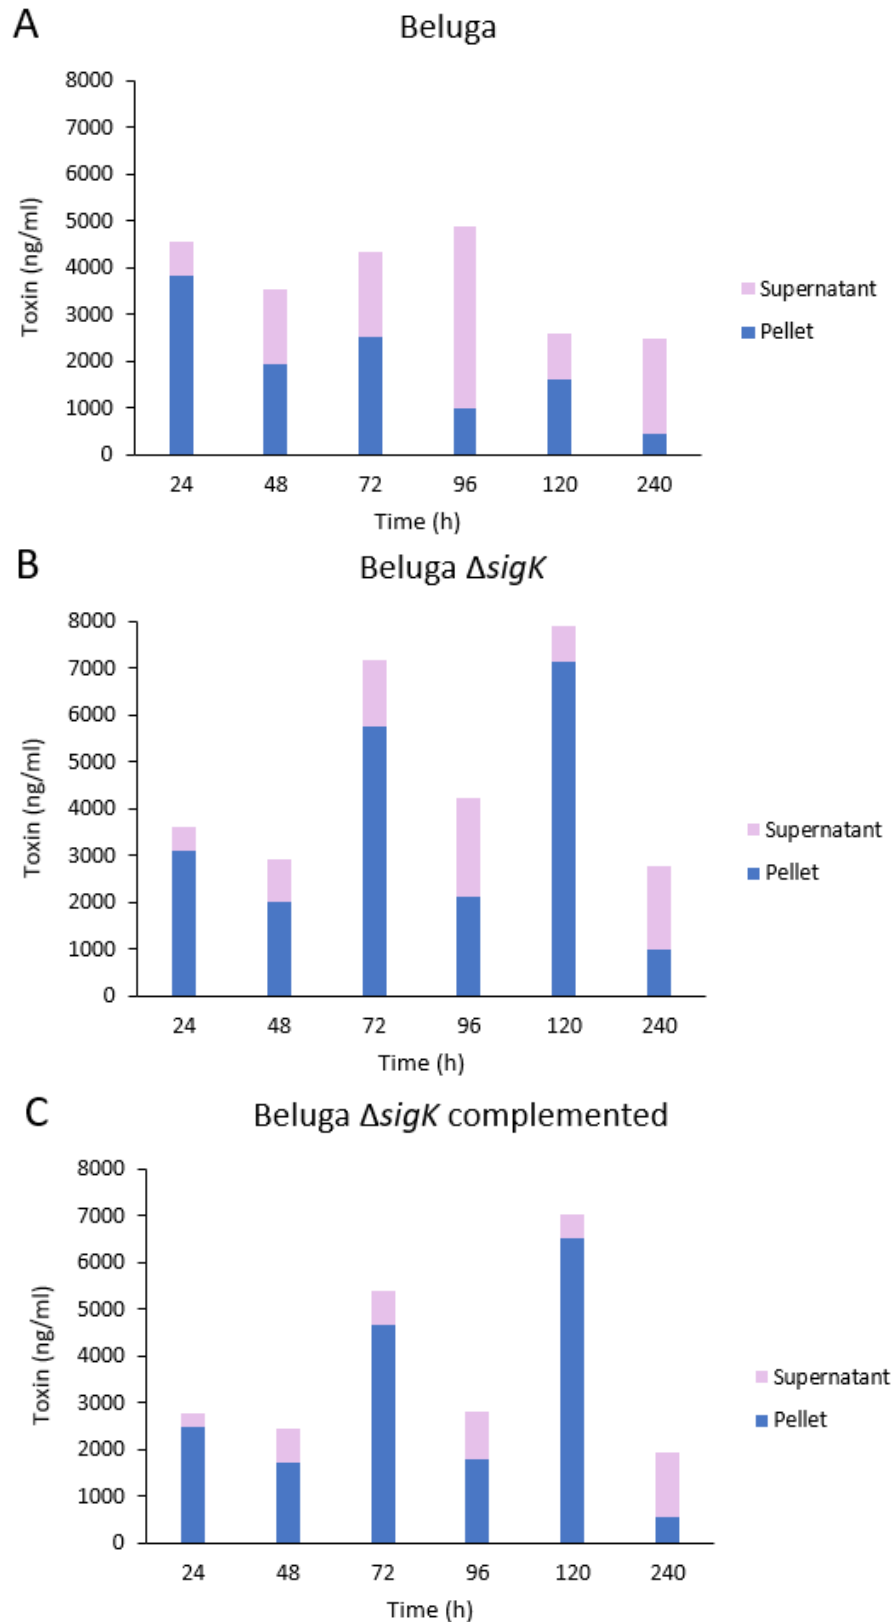 A
Beluga
8000
7000
6000
5000
4000
3000
2000
1000
0
Toxin (ng/ml)
24 48 72 96 120 240
Time (h)
Supernatant
Pellet
B
Beluga ΔsigK
8000
7000
6000
5000
4000
3000
2000
1000
0
Toxin (ng/ml)
24 48 72 96 120 240
Time (h)
Supernatant
Pellet
C
Beluga ΔsigK complemented
8000
7000
6000
5000
4000
3000
2000
1000
0
Toxin (ng/ml)
24 48 72 96 120 240
Time (h)
Supernatant
Pellet